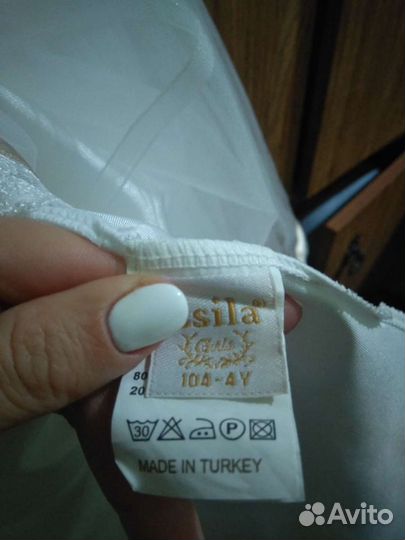 sila®
Girls
104-4Y
80
20
30 P
MADE IN TURKEY
Avito